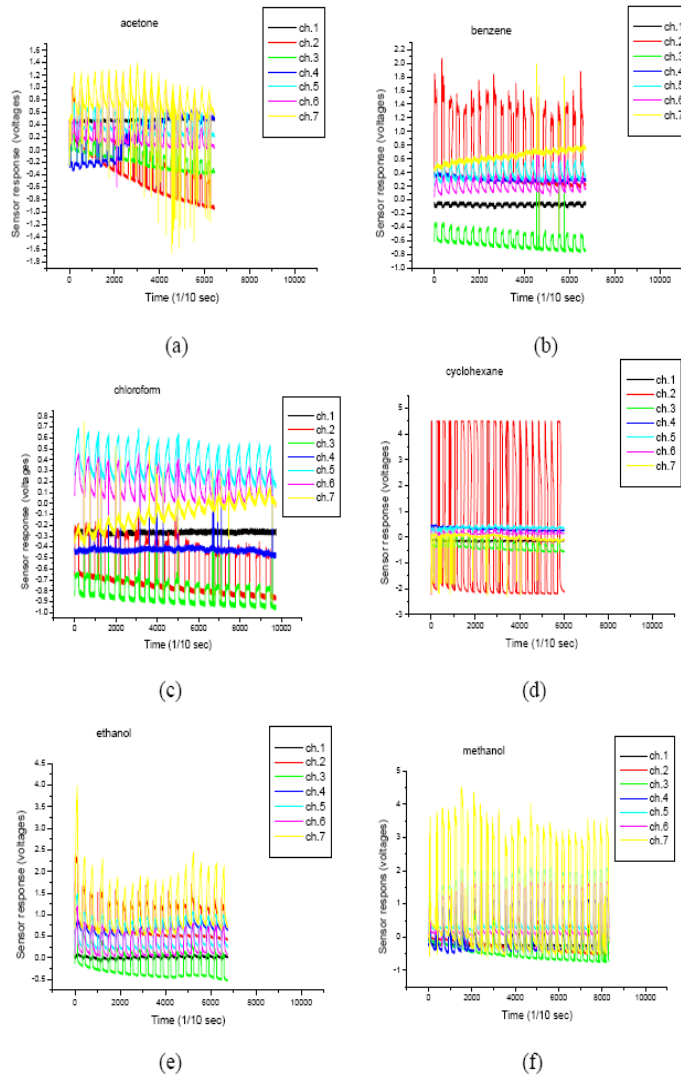 acetone
ch.1
ch.2
ch.3
ch.4
ch.5
ch.6
ch.7
Sensor response (voltages)
1.6
1.4
1.2
1.0
0.8
0.6
0.4
0.2
-0.0
-0.2
-0.4
-0.6
-0.8
-1.0
-1.2
-1.4
-1.6
-1.8
0 2000 4000 6000 8000 10000
Time (1/10 sec)
(a)
benzene
ch.1
ch.2
ch.3
ch.4
ch.5
ch.6
ch.7
Sensor response (voltages)
2.2
2.0
1.8
1.6
1.4
1.2
1.0
0.8
0.6
0.4
0.2
0.0
-0.2
-0.4
-0.6
-0.8
-1.0
0 2000 4000 6000 8000 10000
Time (1/10 sec)
(b)
chloroform
ch.1
ch.2
ch.3
ch.4
ch.5
ch.6
ch.7
Sensor response (voltages)
0.8
0.7
0.6
0.5
0.4
0.3
0.2
0.1
0.0
-0.1
-0.2
-0.3
-0.4
-0.5
-0.6
-0.7
-0.8
-0.9
-1.0
0 2000 4000 6000 8000 10000
Time (1/10 sec)
(c)
cyclohexane
ch.1
ch.2
ch.3
ch.4
ch.5
ch.6
ch.7
Sensor response (voltages)
5
4
3
2
1
0
-1
-2
-3
0 2000 4000 6000 8000 10000
Time (1/10 sec)
(d)
ethanol
ch.1
ch.2
ch.3
ch.4
ch.5
ch.6
ch.7
Sensor response (voltages)
4.5
4.0
3.5
3.0
2.5
2.0
1.5
1.0
0.5
0.0
-0.5
0 2000 4000 6000 8000 10000
Time (1/10 sec)
(e)
methanol
ch.1
ch.2
ch.3
ch.4
ch.5
ch.6
ch.7
Sensor respons (voltages)
5
4
3
2
1
0
-1
0 2000 4000 6000 8000 10000
Time (1/10 sec)
(f)